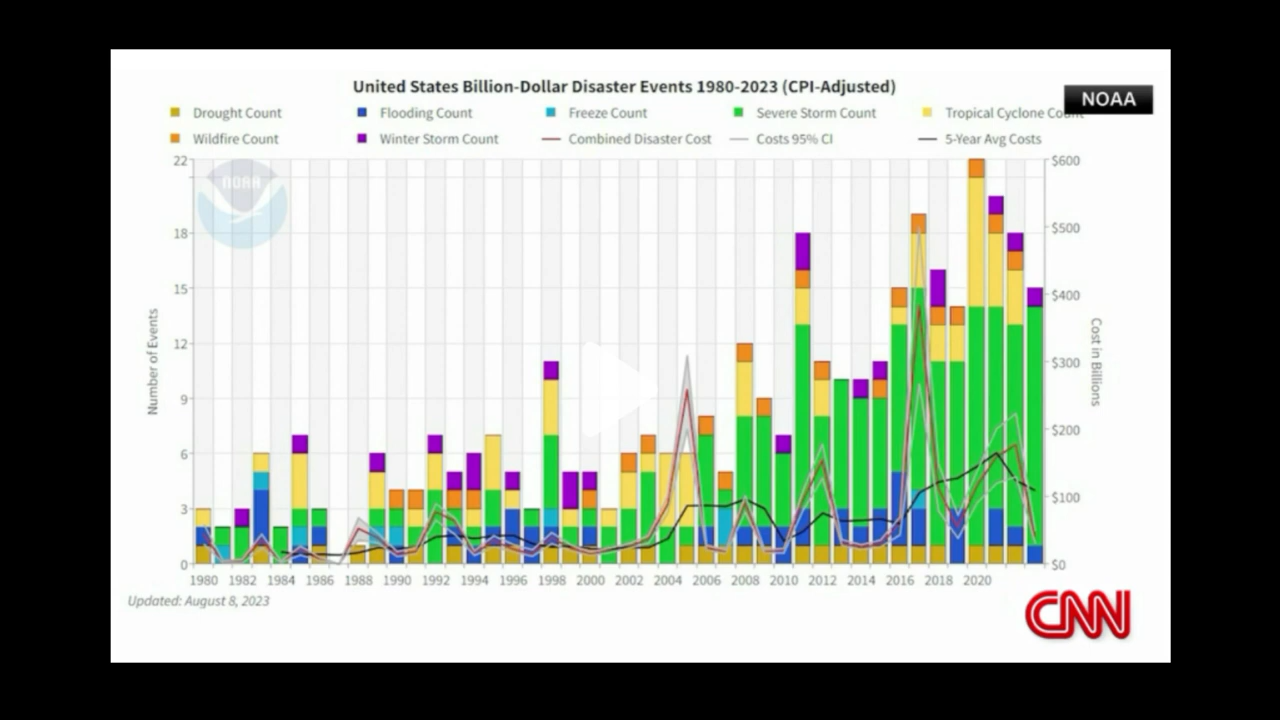 United States Billion-Dollar Disaster Events 1980-2023 (CPI-Adjusted)
NOAA
Drought Count Flooding Count Freeze Count Severe Storm Count Tropical Cyclone Count
Wildfire Count Winter Storm Count Combined Disaster Cost Costs 95% CI 5-Year Avg Costs
NOAA
22 $600
18 $500
15 $400
12 $300
9 $200
6 $100
3
0 $0
Number of Events
Cost in Billions
1980 1982 1984 1986 1988 1990 1992 1994 1996 1998 2000 2002 2004 2006 2008 2010 2012 2014 2016 2018 2020
Updated: August 8, 2023
CNN